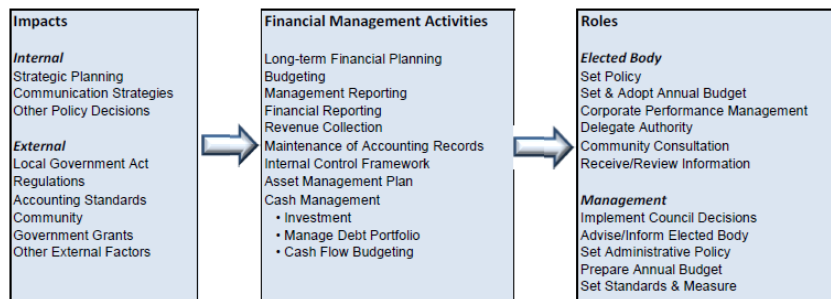 Impacts
Internal
Strategic Planning
Communication Strategies
Other Policy Decisions
External
Local Government Act
Regulations
Accounting Standards
Community
Government Grants
Other External Factors
Financial Management Activities
Long-term Financial Planning
Budgeting
Management Reporting
Financial Reporting
Revenue Collection
Maintenance of Accounting Records
Internal Control Framework
Asset Management Plan
Cash Management
• Investment
• Manage Debt Portfolio
• Cash Flow Budgeting
Roles
Elected Body
Set Policy
Set & Adopt Annual Budget
Corporate Performance Management
Delegate Authority
Community Consultation
Receive/Review Information
Management
Implement Council Decisions
Advise/Inform Elected Body
Set Administrative Policy
Prepare Annual Budget
Set Standards & Measure